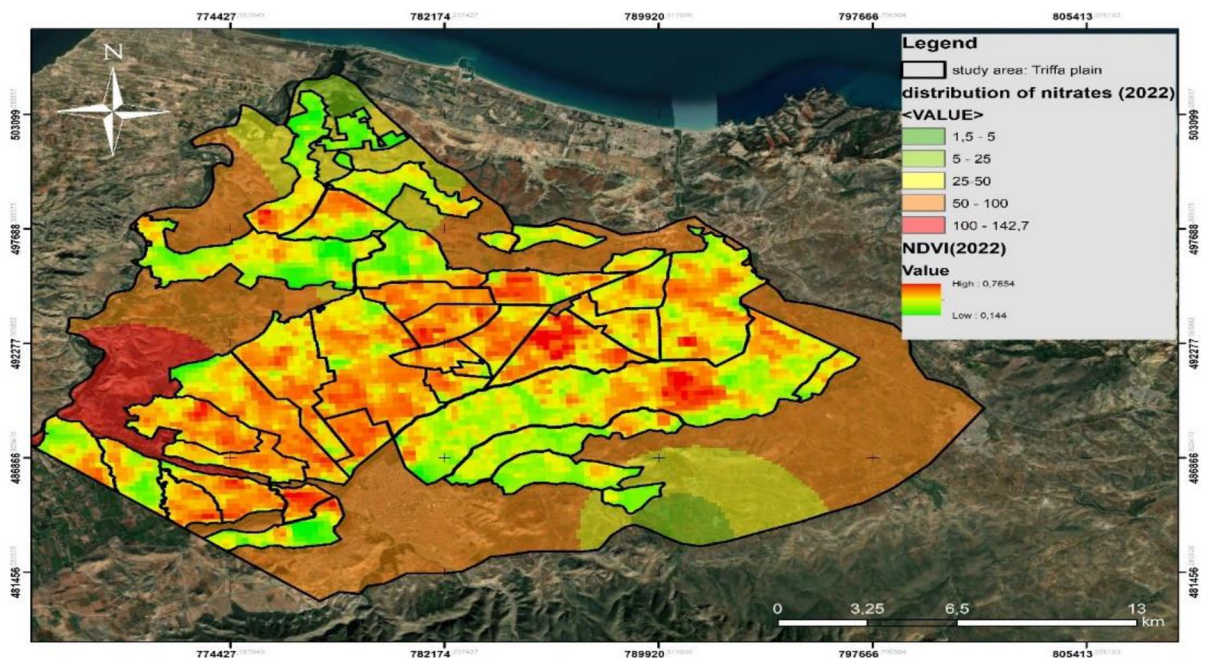 774427 782174 789920 797666 805413
N
Legend
study area: Triffa plain
distribution of nitrates (2022)
<VALUE>
1,5 - 5
5 - 25
25-50
50 - 100
100 - 142,7
NDVI(2022)
Value
High : 0,7654
Low : 0,144
503099 503099
497688 497688
492277 492277
486866 486866
481456 481456
0 3,25 6,5 13
km
774427 782174 789920 797666 805413